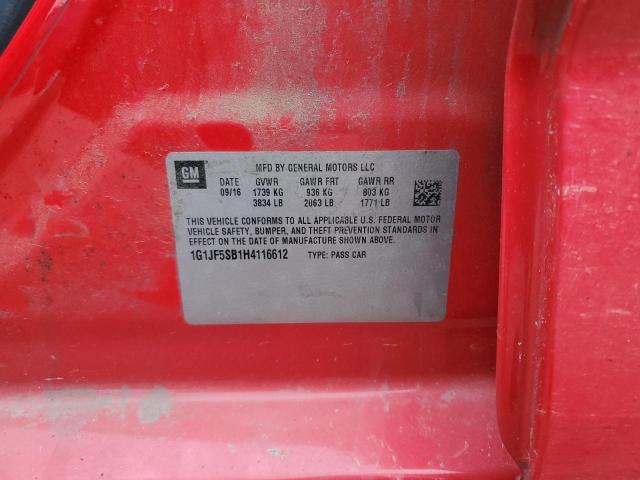 GM
MFD BY GENERAL MOTORS LLC
DATE GVWR GAWR FRT GAWR RR
09/16 1739 KG 936 KG 803 KG
3834 LB 2063 LB 1771 LB
THIS VEHICLE CONFORMS TO ALL APPLICABLE U.S. FEDERAL MOTOR
VEHICLE SAFETY, BUMPER, AND THEFT PREVENTION STANDARDS
IN EFFECT ON THE DATE OF MANUFACTURE SHOWN ABOVE.
1G1JF5SB1H4116612 TYPE: PASS CAR